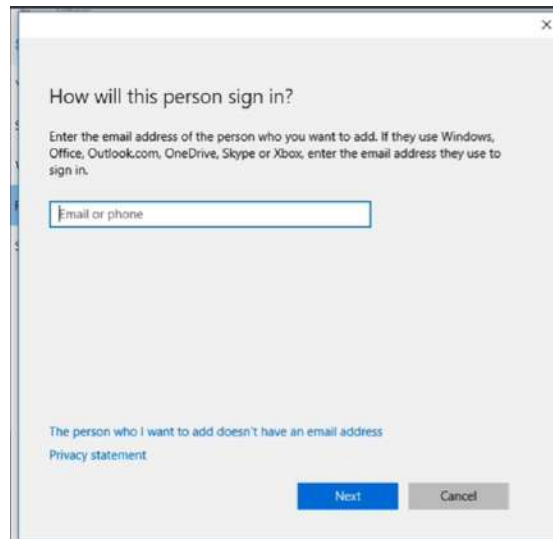 How will this person sign in?
Enter the email address of the person who you want to add. If they use Windows,
Office, Outlook.com, OneDrive, Skype or Xbox, enter the email address they use to
sign in.
Email or phone
The person who I want to add doesn't have an email address
Privacy statement
Next Cancel